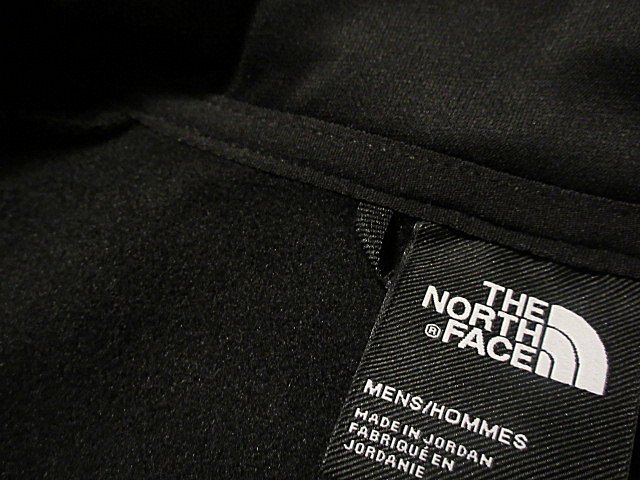 THE
NORTH
® FACE
MENS/HOMMES
MADE IN JORDAN
FABRIQUÉ EN
JORDANIE